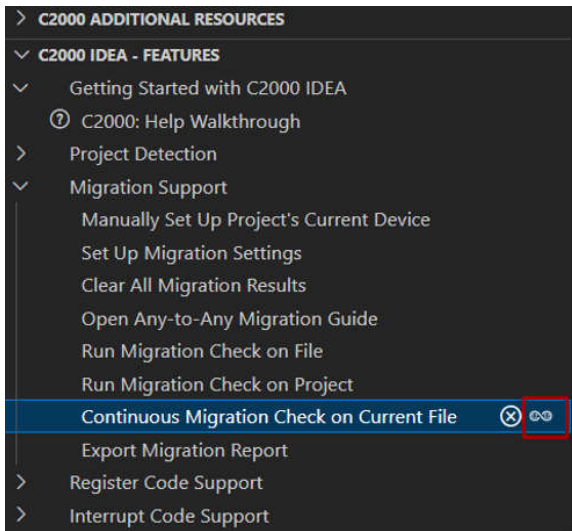 C2000 ADDITIONAL RESOURCES
C2000 IDEA - FEATURES
Getting Started with C2000 IDEA
C2000: Help Walkthrough
Project Detection
Migration Support
Manually Set Up Project's Current Device
Set Up Migration Settings
Clear All Migration Results
Open Any-to-Any Migration Guide
Run Migration Check on File
Run Migration Check on Project
Continuous Migration Check on Current File
Export Migration Report
Register Code Support
Interrupt Code Support